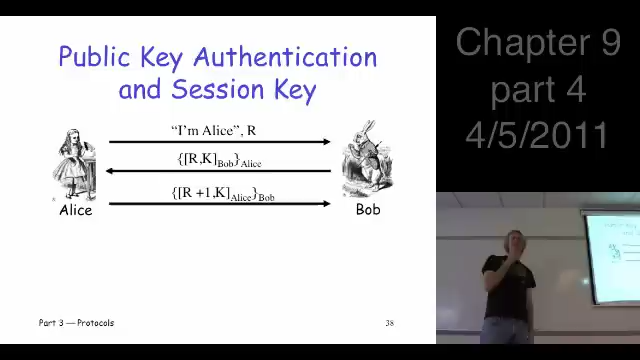 Public Key Authentication
and Session Key
"I'm Alice", R
{[R,K]Bob}Alice
{[R +1,K]Alice}Bob
Alice
Bob
Part 3 — Protocols
38
Chapter 9
part 4
4/5/2011